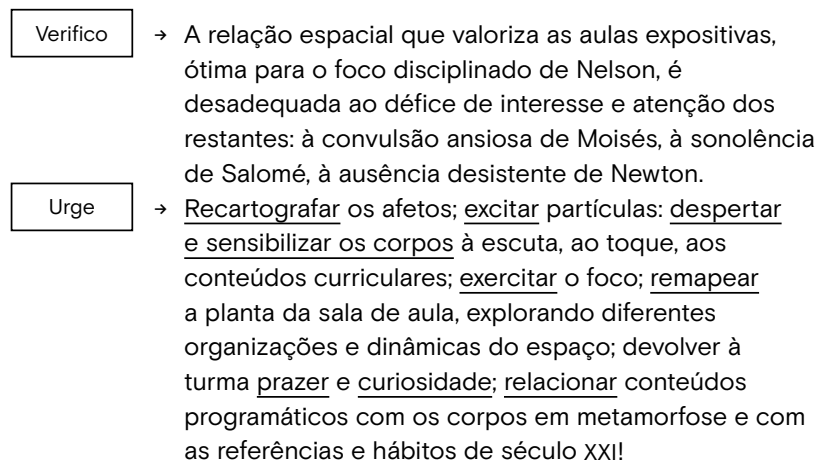 Verifico → A relação espacial que valoriza as aulas expositivas,
ótima para o foco disciplinado de Nelson, é
desadequada ao défice de interesse e atenção dos
restantes: à convulsão ansiosa de Moisés, à sonolência
de Salomé, à ausência desistente de Newton.
Urge → Recartografar os afetos; excitar partículas: despertar
e sensibilizar os corpos à escuta, ao toque, aos
conteúdos curriculares; exercitar o foco; remapear
a planta da sala de aula, explorando diferentes
organizações e dinâmicas do espaço; devolver à
turma prazer e curiosidade; relacionar conteúdos
programáticos com os corpos em metamorfose e com
as referências e hábitos de século XXI!